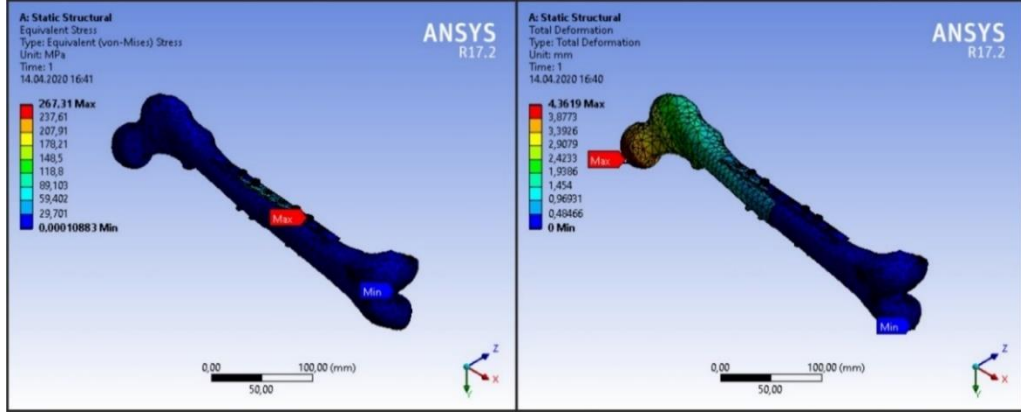 A: Static Structural
Equivalent Stress
Type: Equivalent (von-Mises) Stress
Unit: MPa
Time: 1
14.04.2020 16:41
ANSYS
R17.2
267,31 Max
237,61
207,91
178,21
148,5
118,8
89,103
59,402
29,701
0,00010883 Min
Max
Min
0,00
100,00 (mm)
50,00
Z
X
Y
A: Static Structural
Total Deformation
Type: Total Deformation
Unit: mm
Time: 1
14.04.2020 16:40
ANSYS
R17.2
4,3619 Max
3,8773
3,3926
2,9079
2,4233
1,9386
1,454
0,96931
0,48466
0 Min
Max
Min
0,00
100,00 (mm)
50,00
Z
X
Y